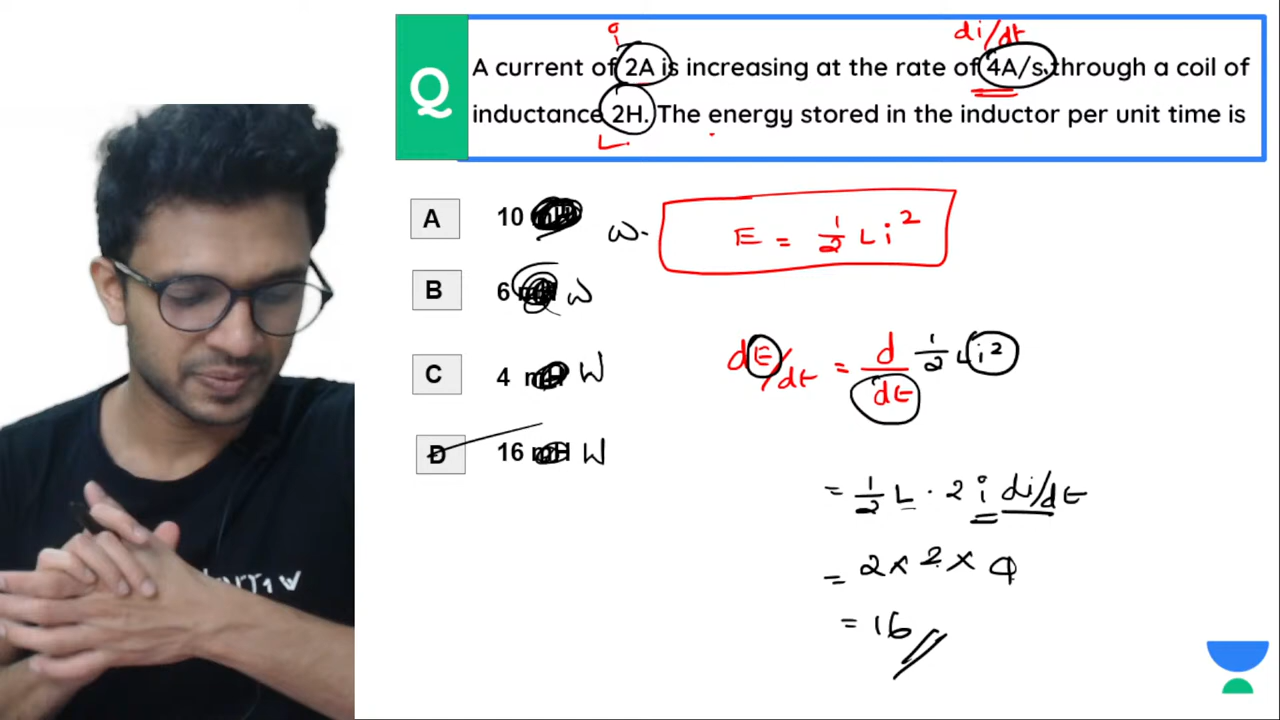 i
di/dt
Q
A current of 2A is increasing at the rate of 4A/s through a coil of
inductance 2H. The energy stored in the inductor per unit time is
L
A 10 W
E = 1/2 Li²
B 6 W
dE/dt = d/dt 1/2 Li²
C 4 W
D 16 W
= 1/2 L · 2 i di/dt
= 2 x 2 x 4
= 16